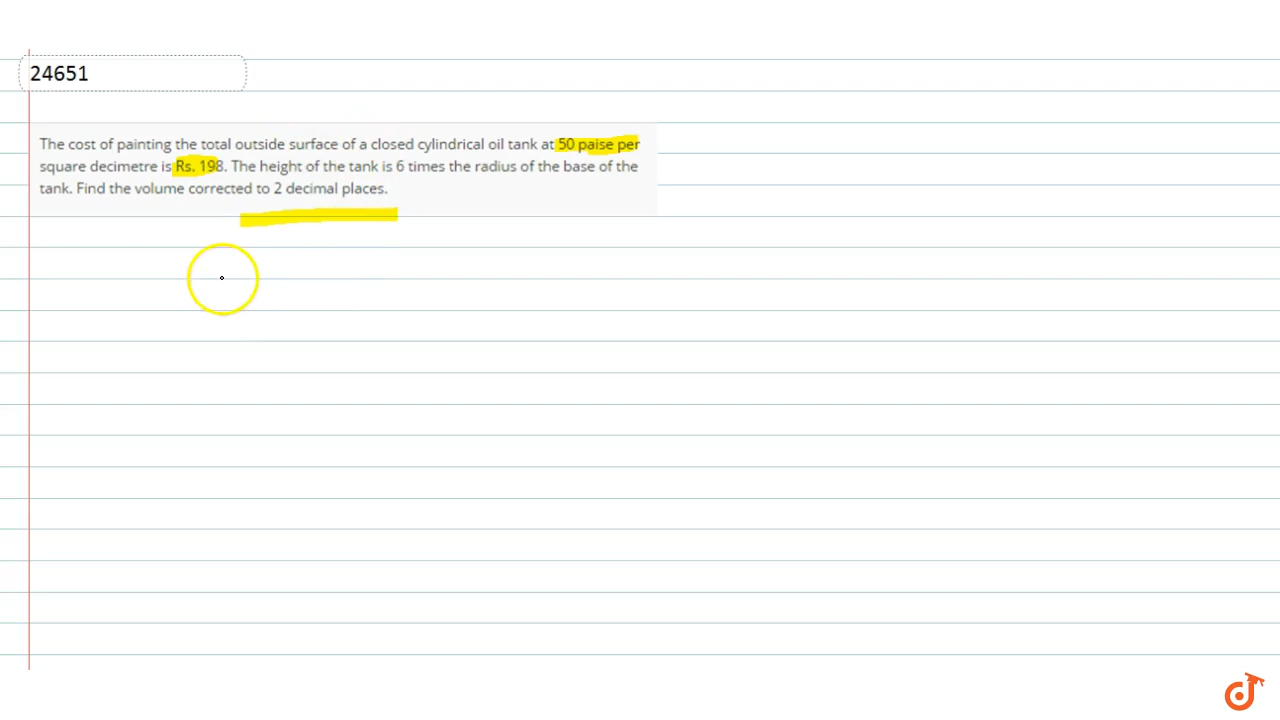 24651
The cost of painting the total outside surface of a closed cylindrical oil tank at 50 paise per
square decimetre is Rs. 198. The height of the tank is 6 times the radius of the base of the
tank. Find the volume corrected to 2 decimal places.